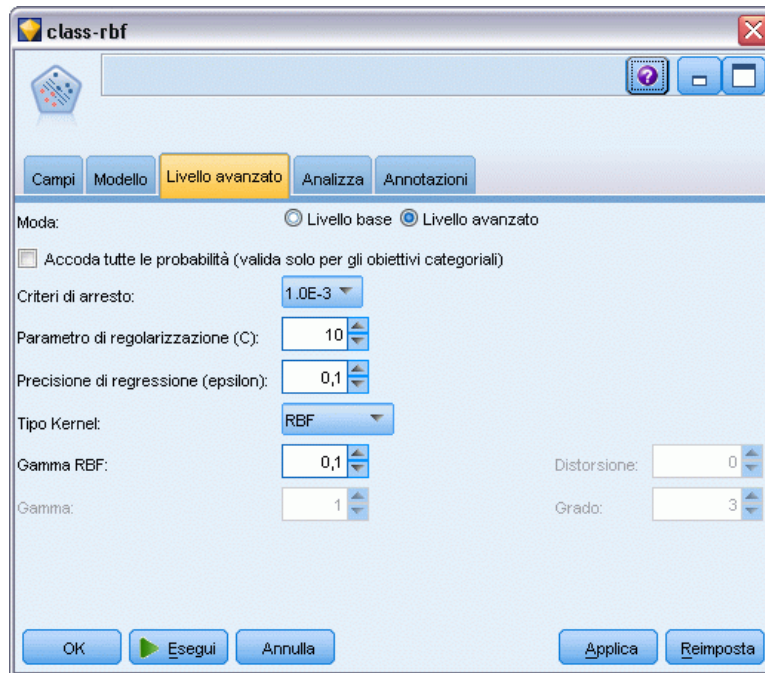 class-rbf
Campi Modello Livello avanzato Analizza Annotazioni
Moda: Livello base Livello avanzato
Accoda tutte le probabilità (valida solo per gli obiettivi categoriali)
Criteri di arresto: 1.0E-3
Parametro di regolarizzazione (C): 10
Precisione di regressione (epsilon): 0,1
Tipo Kernel: RBF
Gamma RBF: 0,1 Distorsione: 0
Gamma: 1 Grado: 3
OK Esegui Annulla Applica Reimposta